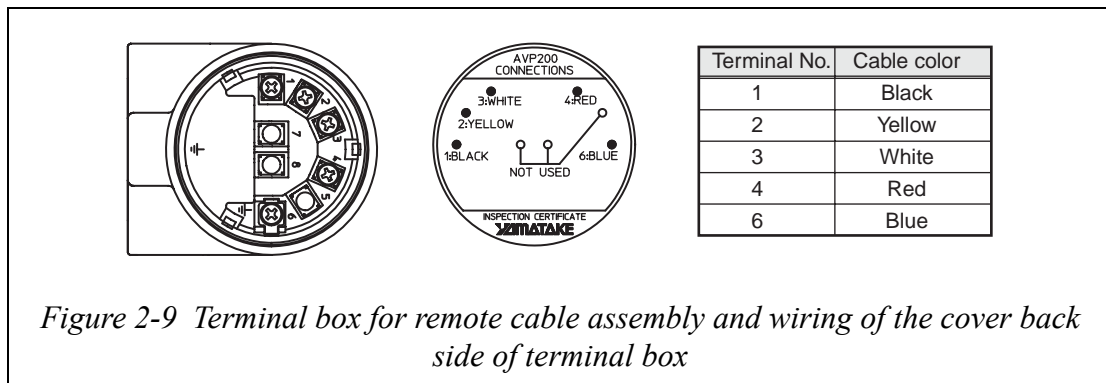 1
2
3
4
5
6
7
8
AVP200
CONNECTIONS
3:WHITE
4:RED
2:YELLOW
1:BLACK
6:BLUE
NOT USED
INSPECTION CERTIFICATE
YAMATAKE
Terminal No. Cable color
1 Black
2 Yellow
3 White
4 Red
6 Blue
Figure 2-9 Terminal box for remote cable assembly and wiring of the cover back
side of terminal box